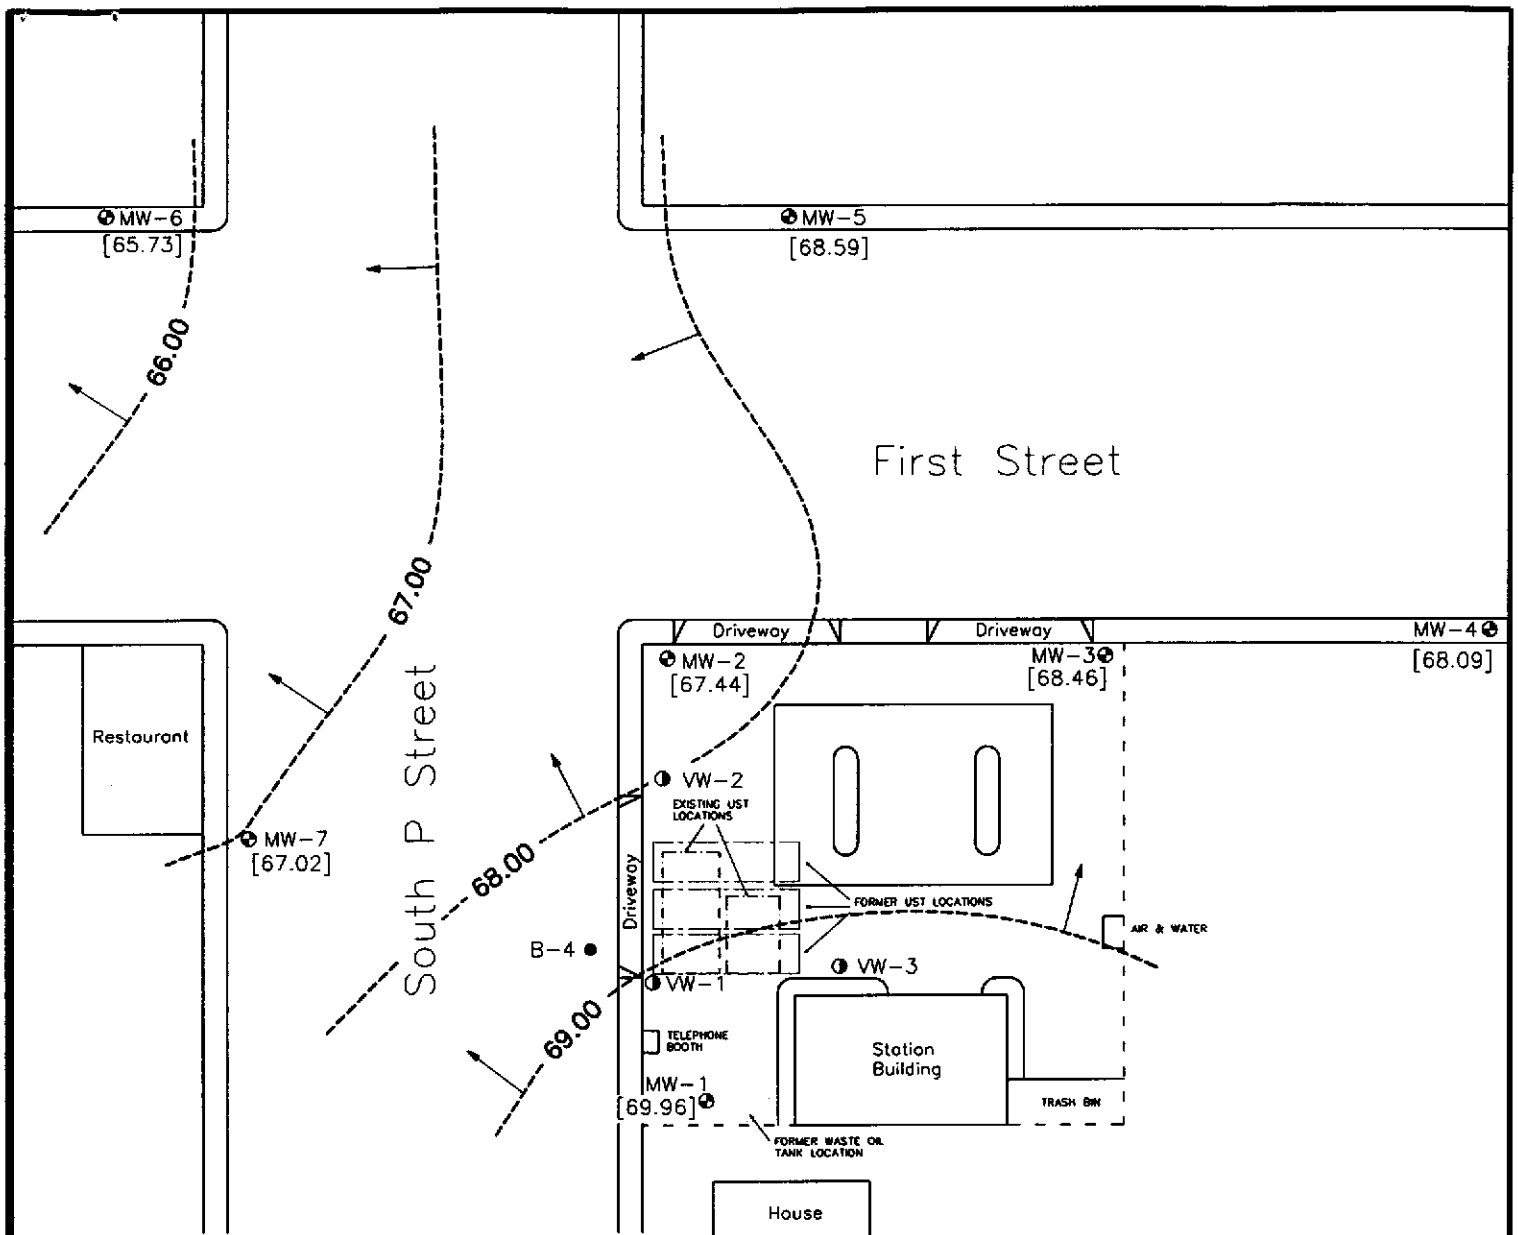 MW-6
[65.73]
MW-5
[68.59]
66.00
First Street
67.00
Driveway
Driveway
MW-4
[68.09]
MW-2
[67.44]
MW-3
[68.46]
Restaurant
South P Street
VW-2
EXISTING UST
LOCATIONS
MW-7
[67.02]
68.00
Driveway
FORMER UST LOCATIONS
AIR & WATER
B-4
VW-3
VW-1
69.00
TELEPHONE
BOOTH
Station
Building
MW-1
[69.96]
TRASH BIN
FORMER WASTE OIL
TANK LOCATION
House